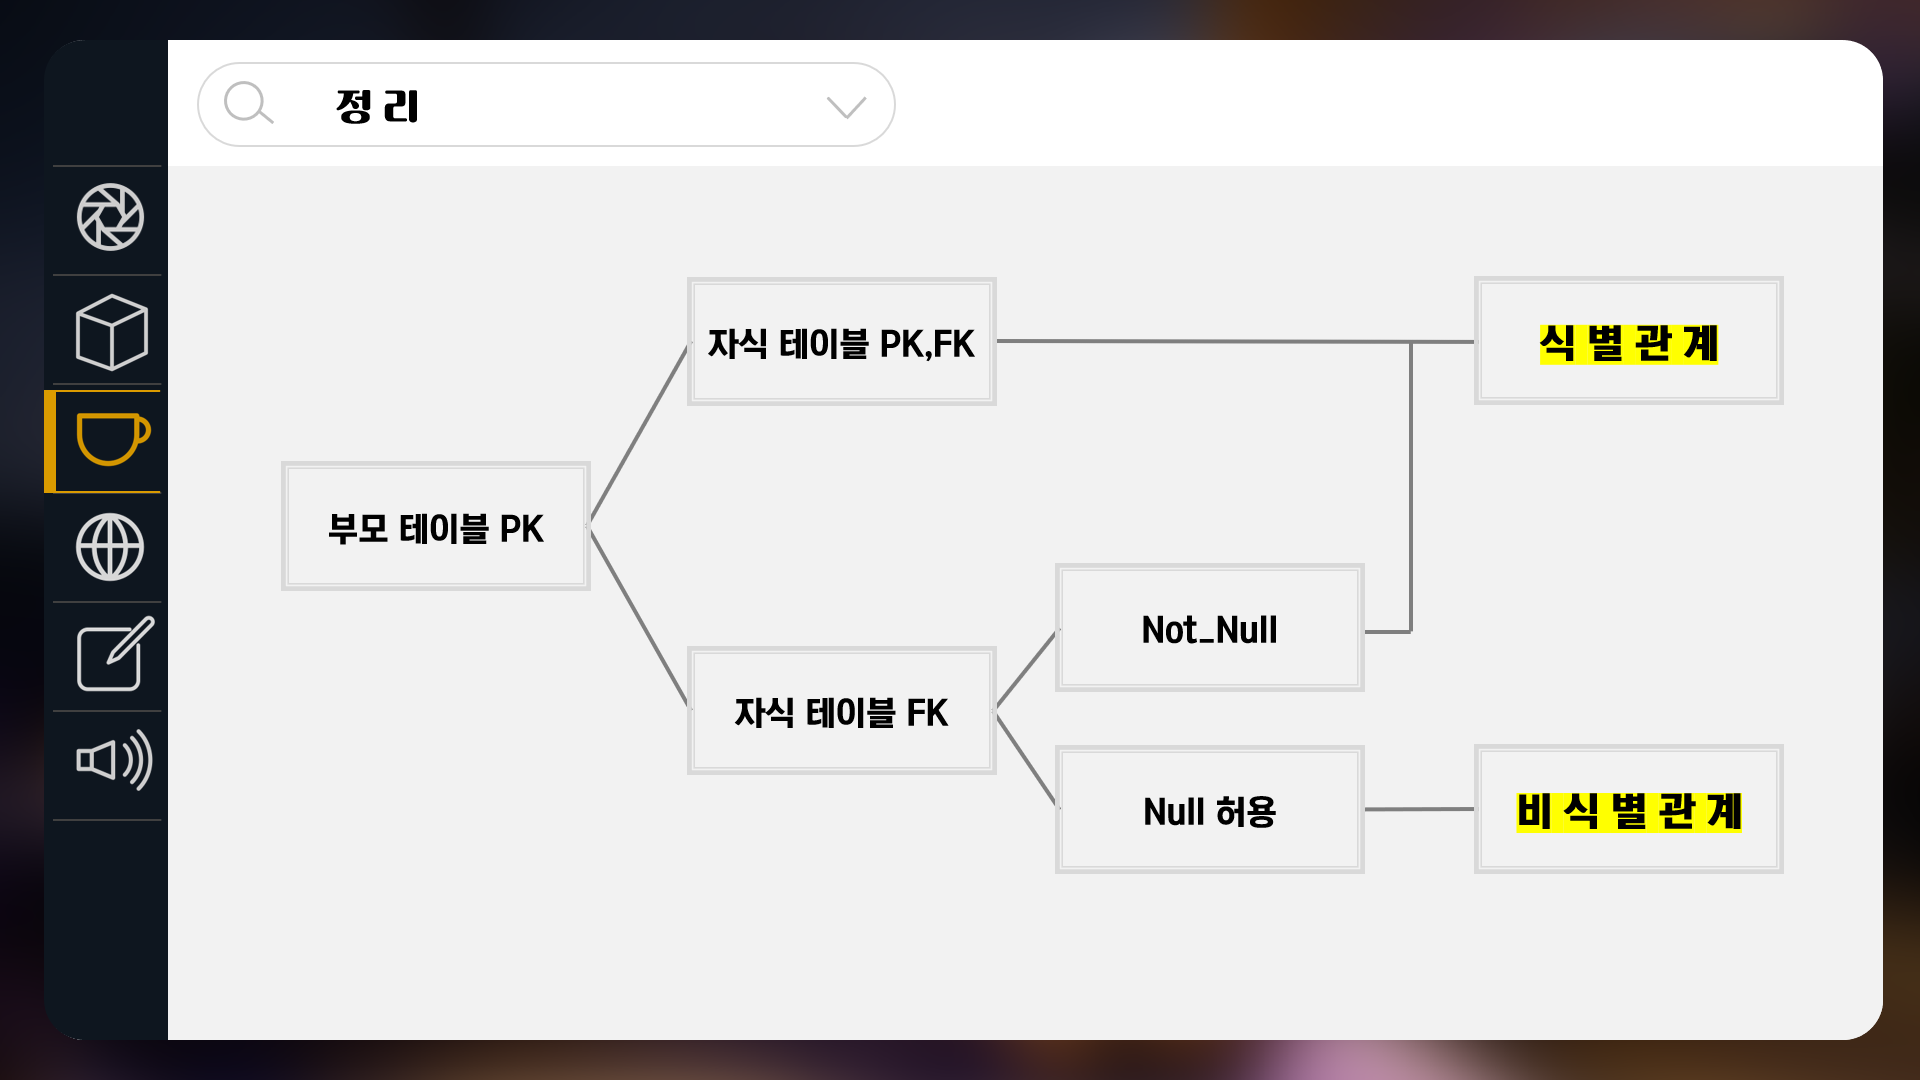 정 리
자식 테이블 PK,FK
식 별 관 계
부모 테이블 PK
Not_Null
자식 테이블 FK
Null 허용
비 식 별 관 계